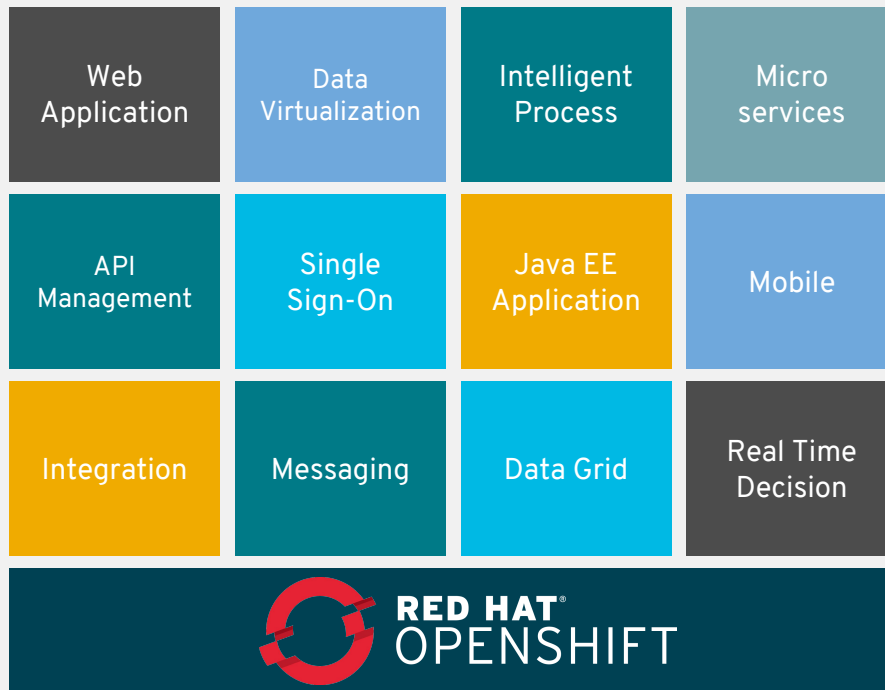 Web
Application
Data
Virtualization
Intelligent
Process
Micro
services
API
Management
Single
Sign-On
Java EE
Application
Mobile
Integration
Messaging
Data Grid
Real Time
Decision
RED HAT®
OPENSHIFT